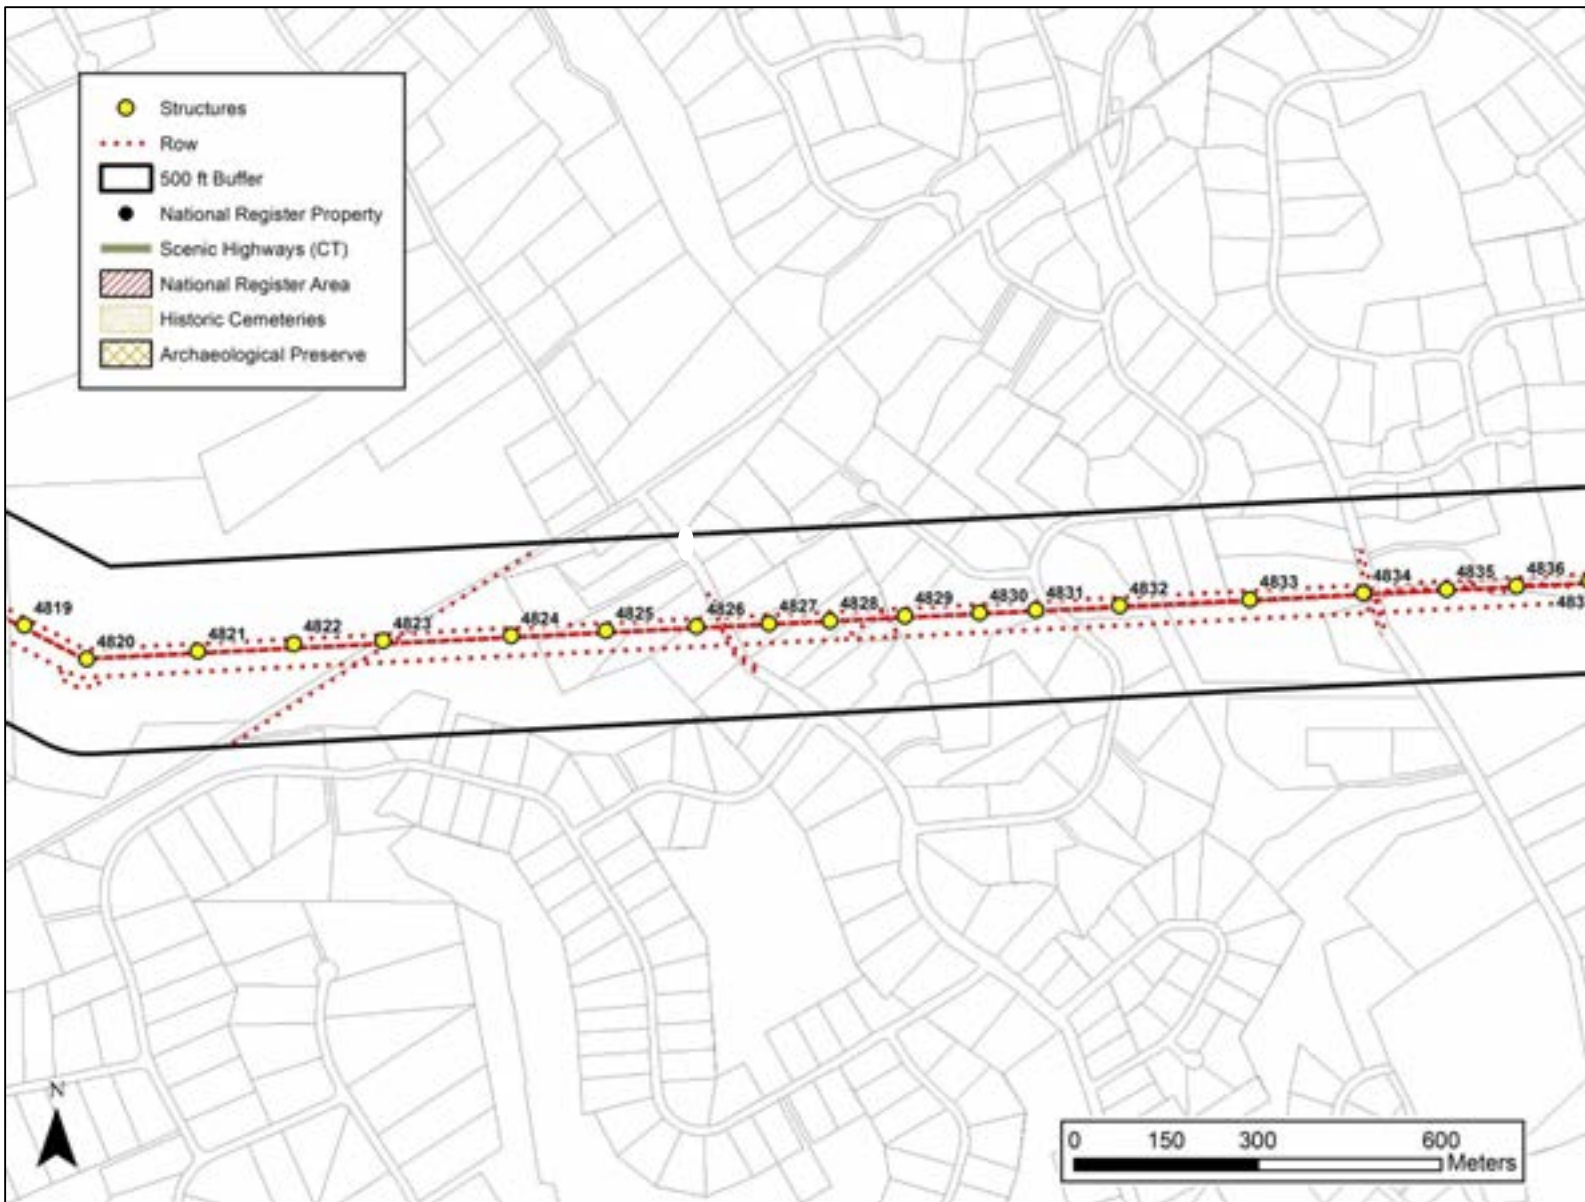 Structures
Row
500 ft Buffer
National Register Property
Scenic Highways (CT)
National Register Area
Historic Cemeteries
Archaeological Preserve
4819
4820
4821
4822
4823
4824
4825
4826
4827
4828
4829
4830
4831
4832
4833
4834
4835
4836
483
N
0 150 300 600
Meters